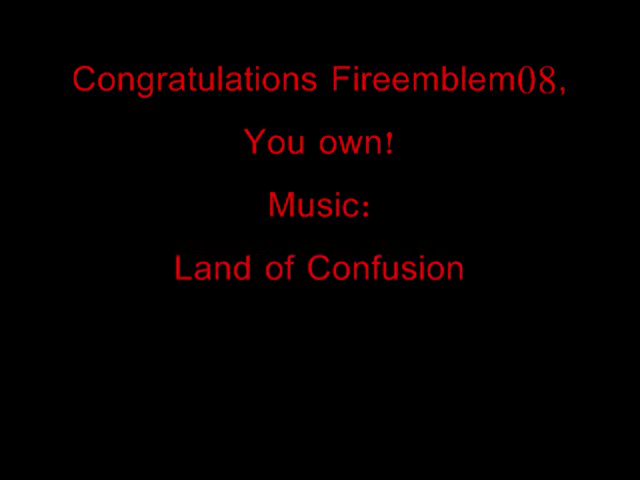 Congratulations Fireemblem08,
You own!
Music:
Land of Confusion